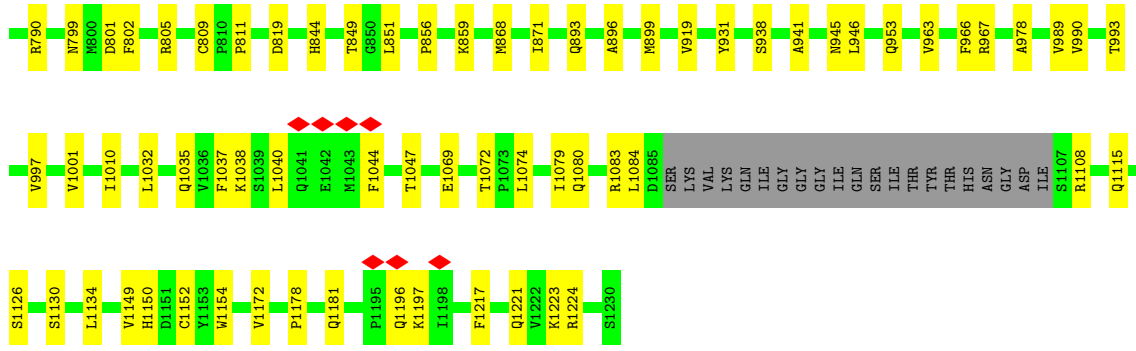 R790 N799 M800 D801 F802 R805 C809 P810 P811 D819 H844 T849 G850 L851 P856 K859 M868 I871 Q893 A896 M899 V919 Y931 S938 A941 N945 L946 Q953 V963 F966 R967 A978 V989 V990 T993
V997 V1001 I1010 L1032 Q1035 V1036 F1037 K1038 S1039 L1040 Q1041 E1042 M1043 F1044 T1047 E1069 T1072 P1073 L1074 I1079 Q1080 R1083 L1084 D1085 SER LYS VAL LYS GLN ILE GLY GLY GLY ILE GLN SER ILE THR TYR THR HIS ASN GLY ASP ILE S1107 R1108 Q1115
S1126 S1130 L1134 V1149 H1150 D1151 C1152 Y1153 W1154 V1172 P1178 Q1181 P1195 Q1196 K1197 I1198 F1217 Q1221 V1222 K1223 R1224 S1230